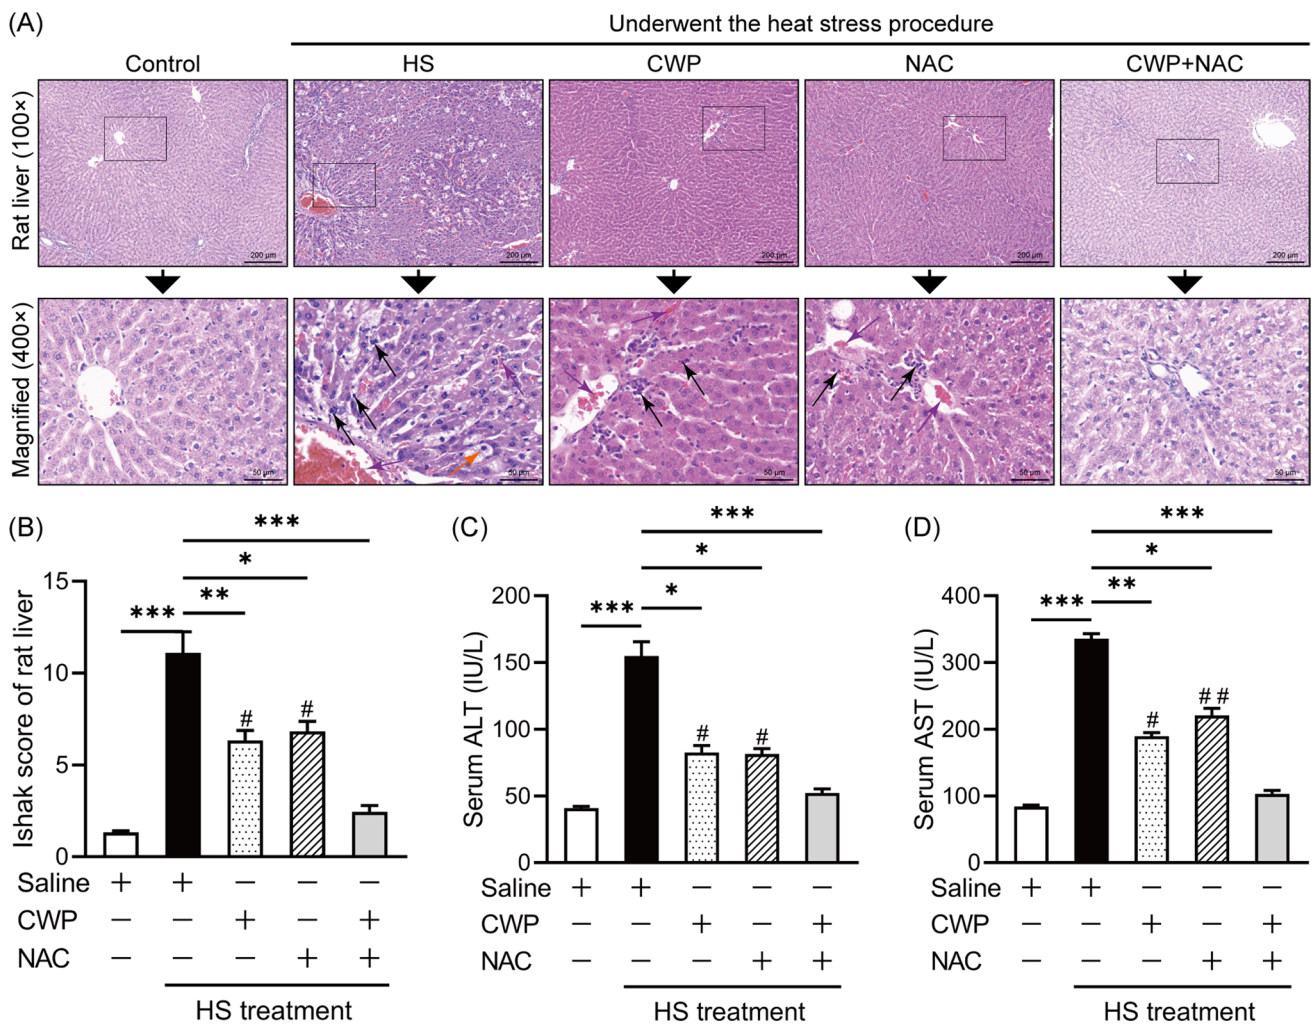 (A)
Underwent the heat stress procedure
Control HS CWP NAC CWP+NAC
Rat liver (100×)
200 μm 200 μm 200 μm 200 μm 200 μm
Magnified (400×)
50 μm 50 μm 50 μm 50 μm 50 μm
(B)
***
*
**
***
Ishak score of rat liver
15
10
5
0
# #
Saline + + − − −
CWP − − + − +
NAC − − − + +
HS treatment
(C)
***
*
*
***
Serum ALT (IU/L)
200
150
100
50
0
# #
Saline + + − − −
CWP − − + − +
NAC − − − + +
HS treatment
(D)
***
*
**
***
Serum AST (IU/L)
400
300
200
100
0
# ##
Saline + + − − −
CWP − − + − +
NAC − − − + +
HS treatment